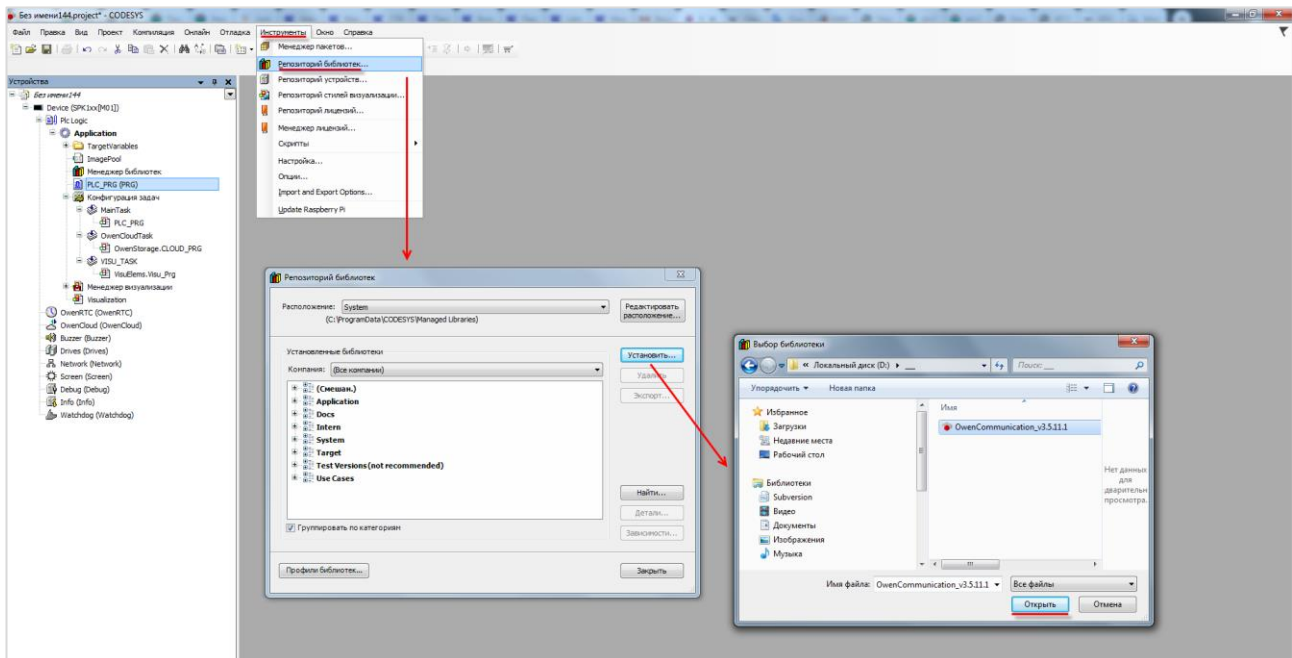 Без имени144.project* - CODESYS
Файл Правка Вид Проект Компиляция Онлайн Отладка Инструменты Окно Справка
Менеджер пакетов...
Репозиторий библиотек...
Репозиторий устройств...
Репозиторий стилей визуализации...
Репозиторий лицензий...
Менеджер лицензий...
Скрипты
Настройка...
Опции...
Import and Export Options...
Update Raspberry Pi
Устройства
Без имени144
Device (SPK1xx[M01])
Plc Logic
Application
TargetVariables
ImagePool
Менеджер библиотек
PLC_PRG (PRG)
Конфигурация задач
MainTask
PLC_PRG
OwenCloudTask
OwenStorage.CLOUD_PRG
VISU_TASK
VisuElems.Visu_Prg
Менеджер визуализации
Visualization
OwenRTC (OwenRTC)
OwenCloud (OwenCloud)
Buzzer (Buzzer)
Drives (Drives)
Network (Network)
Screen (Screen)
Debug (Debug)
Info (Info)
Watchdog (Watchdog)
Репозиторий библиотек
Расположение: System
(C:\ProgramData\CODESYS\Managed Libraries)
Редактировать
расположение...
Установленные библиотеки
Компания: (Все компании)
(Смешан.)
Application
Docs
Intern
System
Target
Test Versions(not recommended)
Use Cases
Установить...
Удалить
Экспорт...
Найти...
Детали...
Зависимости...
Группировать по категориям
Профили библиотек...
Закрыть
Выбор библиотеки
« Локальный диск (D:) ▸ __
Поиск: __
Упорядочить Новая папка
Избранное
Загрузки
Недавние места
Рабочий стол
Библиотеки
Subversion
Видео
Документы
Изображения
Музыка
Имя
OwenCommunication_v3.5.11.1
Нет данных
для
дварительн
просмотра.
Имя файла: OwenCommunication_v3.5.11.1
Все файлы
Открыть
Отмена